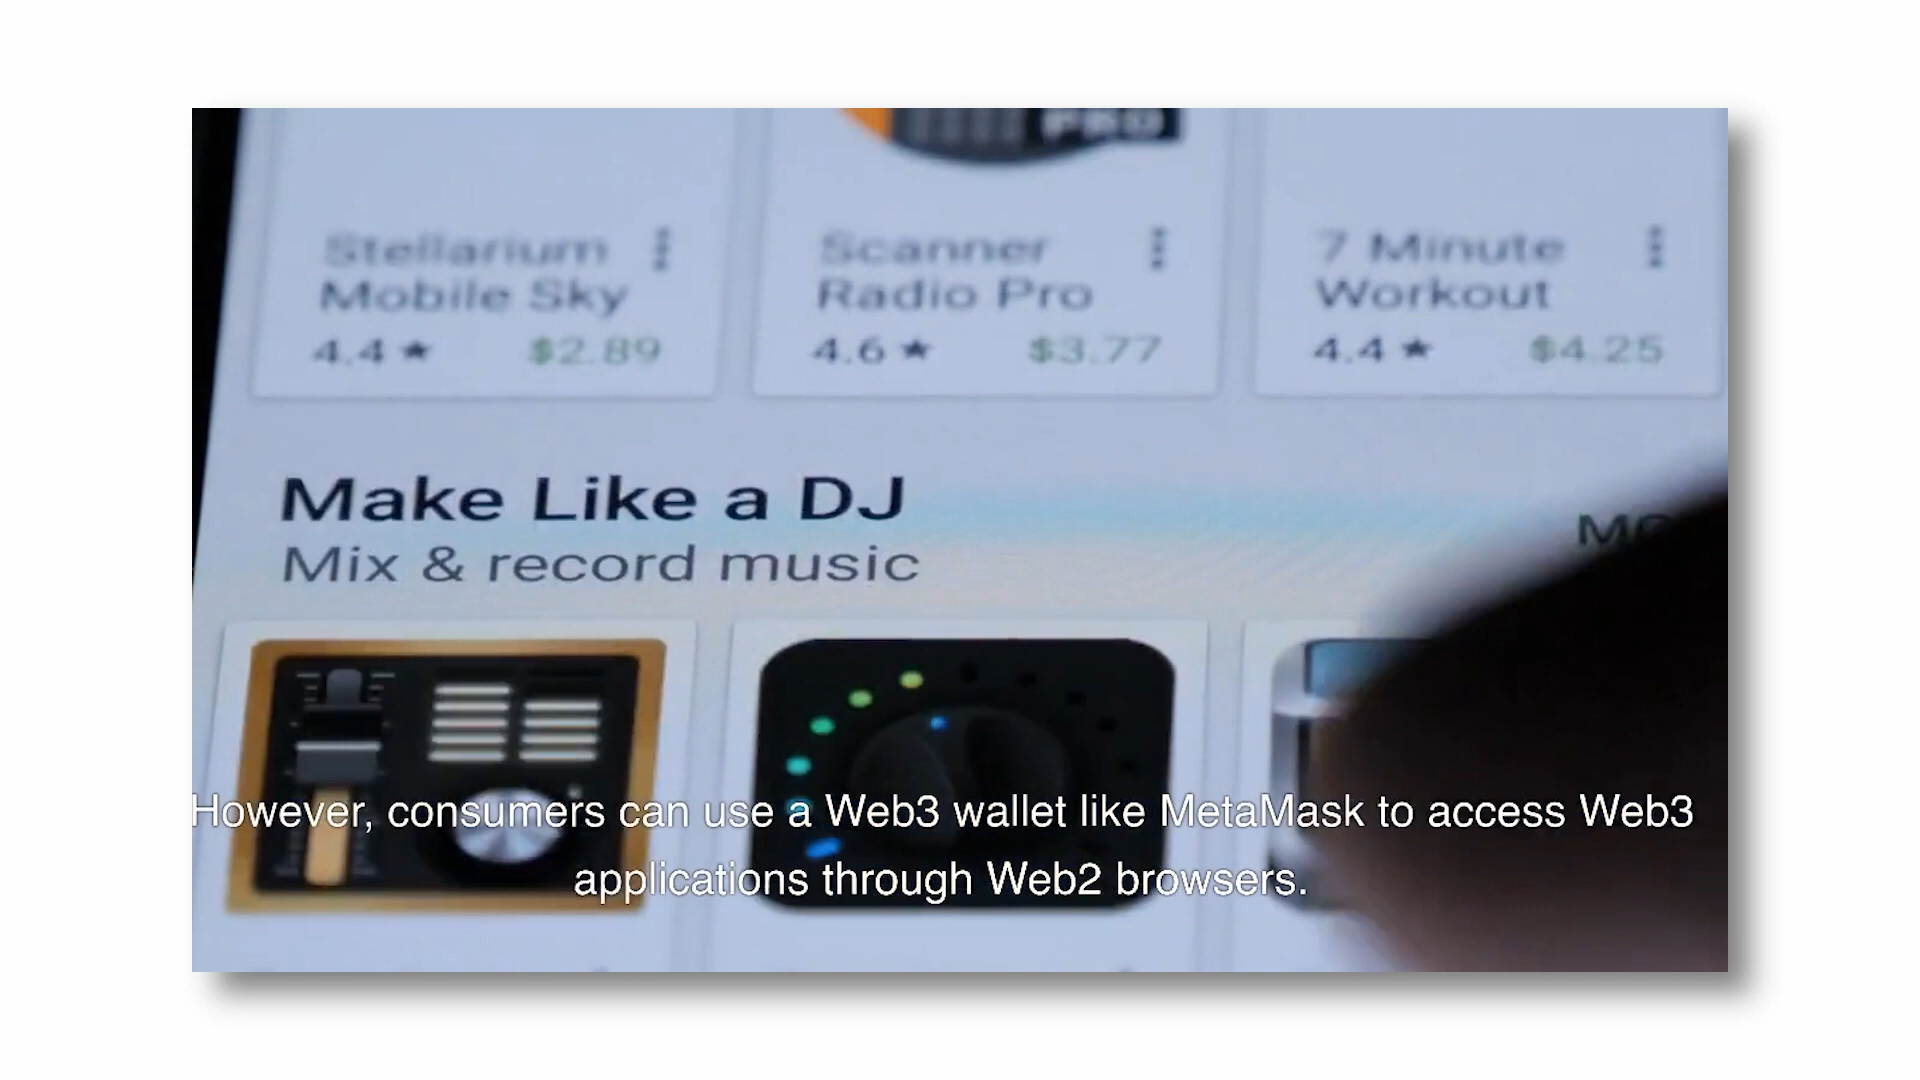 PRO
Stellarium
Mobile Sky
4.4 ★ $2.89
Scanner
Radio Pro
4.6 ★ $3.77
7 Minute
Workout
4.4 ★ $4.25
Make Like a DJ
Mix & record music
However, consumers can use a Web3 wallet like MetaMask to access Web3
applications through Web2 browsers.